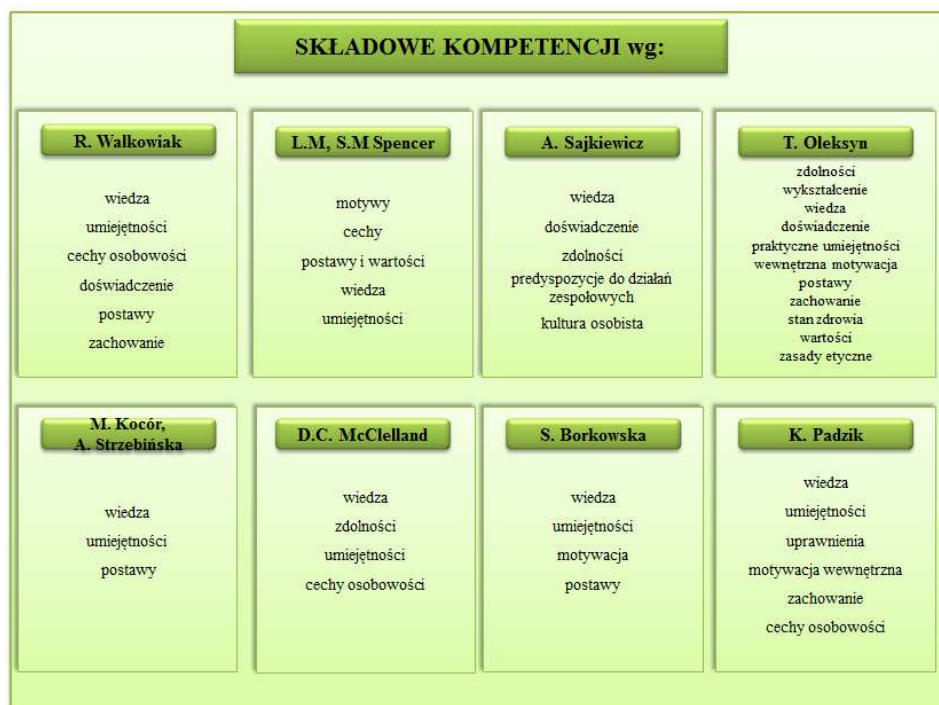 SKŁADOWE KOMPETENCJI wg:
R. Walkowiak
wiedza
umiejętności
cechy osobowości
doświadczenie
postawy
zachowanie
L.M, S.M Spencer
motywy
cechy
postawy i wartości
wiedza
umiejętności
A. Sajkiewicz
wiedza
doświadczenie
zdolności
predyspozycje do działań
zespołowych
kultura osobista
T. Oleksyn
zdolności
wykształcenie
wiedza
doświadczenie
praktyczne umiejętności
wewnętrzna motywacja
postawy
zachowanie
stan zdrowia
wartości
zasady etyczne
M. Kocór,
A. Strzebińska
wiedza
umiejętności
postawy
D.C. McClelland
wiedza
zdolności
umiejętności
cechy osobowości
S. Borkowska
wiedza
umiejętności
motywacja
postawy
K. Padzik
wiedza
umiejętności
uprawnienia
motywacja wewnętrzna
zachowanie
cechy osobowości